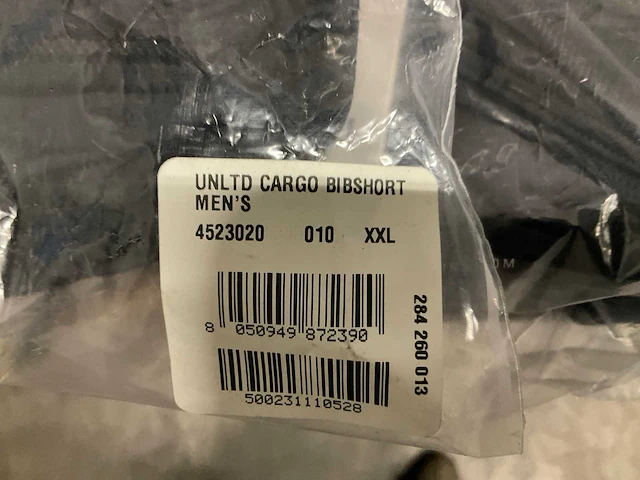 UNLTD CARGO BIBSHORT
MEN'S
4523020 010 XXL
8 050949 872390
500231110528
284 260 013